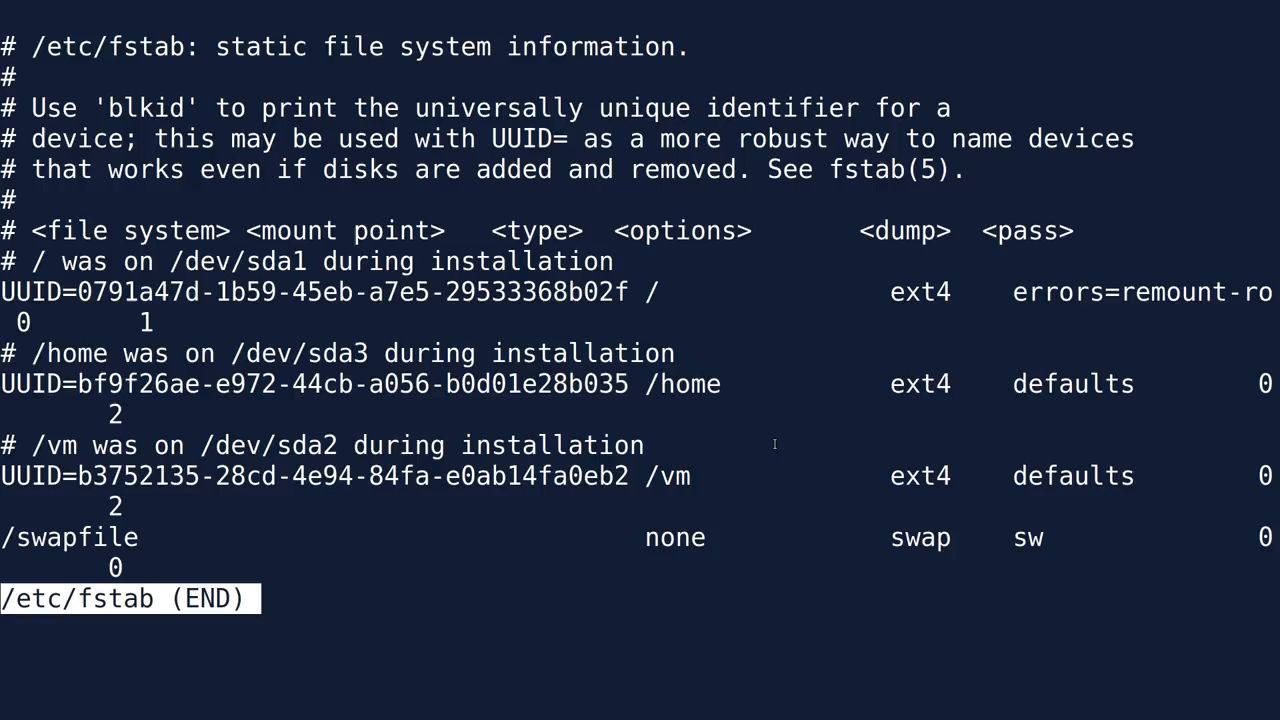 # /etc/fstab: static file system information.
#
# Use 'blkid' to print the universally unique identifier for a
# device; this may be used with UUID= as a more robust way to name devices
# that works even if disks are added and removed. See fstab(5).
#
# <file system> <mount point>   <type>  <options>       <dump>  <pass>
# / was on /dev/sda1 during installation
UUID=0791a47d-1b59-45eb-a7e5-29533368b02f /               ext4    errors=remount-ro
 0       1
# /home was on /dev/sda3 during installation
UUID=bf9f26ae-e972-44cb-a056-b0d01e28b035 /home           ext4    defaults        0
       2
# /vm was on /dev/sda2 during installation
UUID=b3752135-28cd-4e94-84fa-e0ab14fa0eb2 /vm             ext4    defaults        0
       2
/swapfile                                 none            swap    sw              0
       0
/etc/fstab (END)